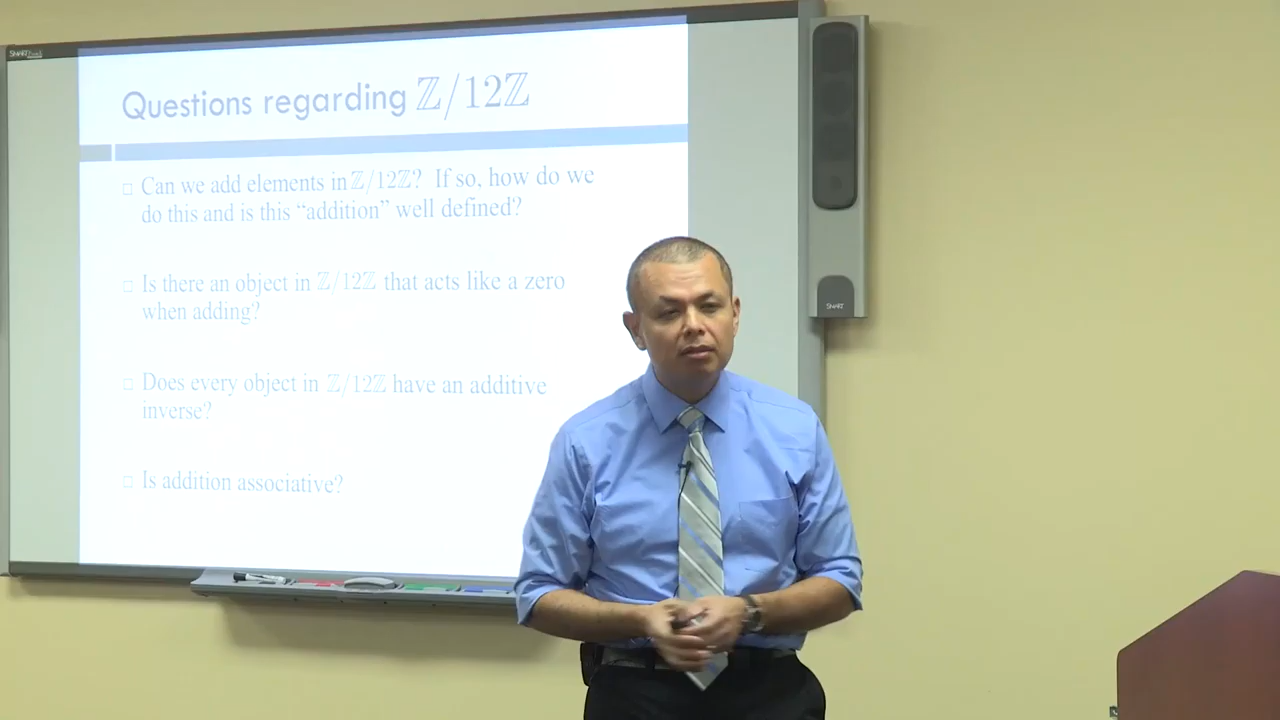 SMART
Questions regarding ℤ/12ℤ
□ Can we add elements in ℤ/12ℤ? If so, how do we
do this and is this “addition” well defined?
□ Is there an object in ℤ/12ℤ that acts like a zero
when adding?
□ Does every object in ℤ/12ℤ have an additive
inverse?
□ Is addition associative?
SMART